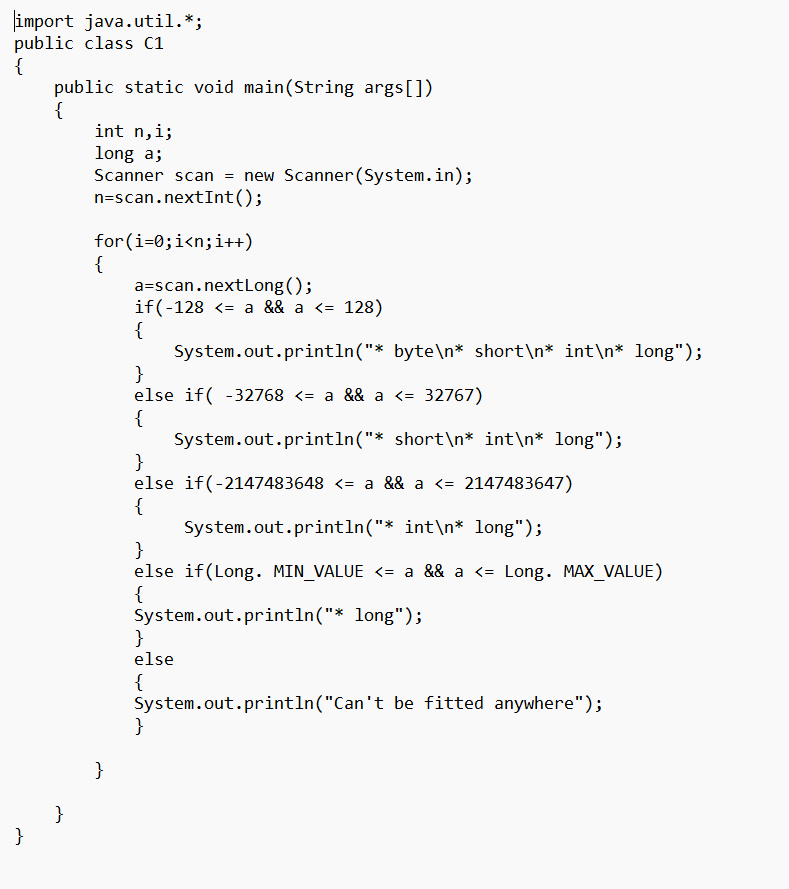 import java.util.*;
public class C1
{
    public static void main(String args[])
    {
        int n,i;
        long a;
        Scanner scan = new Scanner(System.in);
        n=scan.nextInt();

        for(i=0;i<n;i++)
        {
            a=scan.nextLong();
            if(-128 <= a && a <= 128)
            {
                System.out.println("* byte\n* short\n* int\n* long");
            }
            else if( -32768 <= a && a <= 32767)
            {
                System.out.println("* short\n* int\n* long");
            }
            else if(-2147483648 <= a && a <= 2147483647)
            {
                 System.out.println("* int\n* long");
            }
            else if(Long. MIN_VALUE <= a && a <= Long. MAX_VALUE)
            {
            System.out.println("* long");
            }
            else
            {
            System.out.println("Can't be fitted anywhere");
            }

        }

    }
}